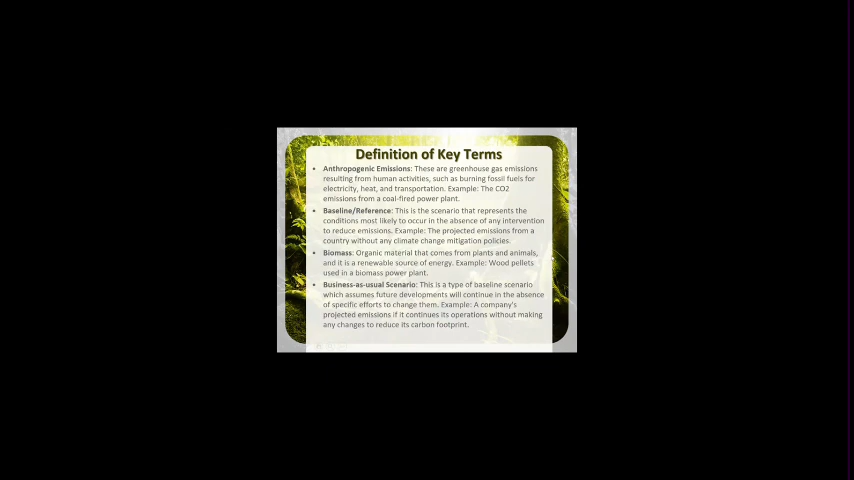 Definition of Key Terms
• Anthropogenic Emissions: These are greenhouse gas emissions
resulting from human activities, such as burning fossil fuels for
electricity, heat, and transportation. Example: The CO2
emissions from a coal-fired power plant.
• Baseline/Reference: This is the scenario that represents the
conditions most likely to occur in the absence of any intervention
to reduce emissions. Example: The projected emissions from a
country without any climate change mitigation policies.
• Biomass: Organic material that comes from plants and animals,
and it is a renewable source of energy. Example: Wood pellets
used in a biomass power plant.
• Business-as-usual Scenario: This is a type of baseline scenario
which assumes future developments will continue in the absence
of specific efforts to change them. Example: A company's
projected emissions if it continues its operations without making
any changes to reduce its carbon footprint.